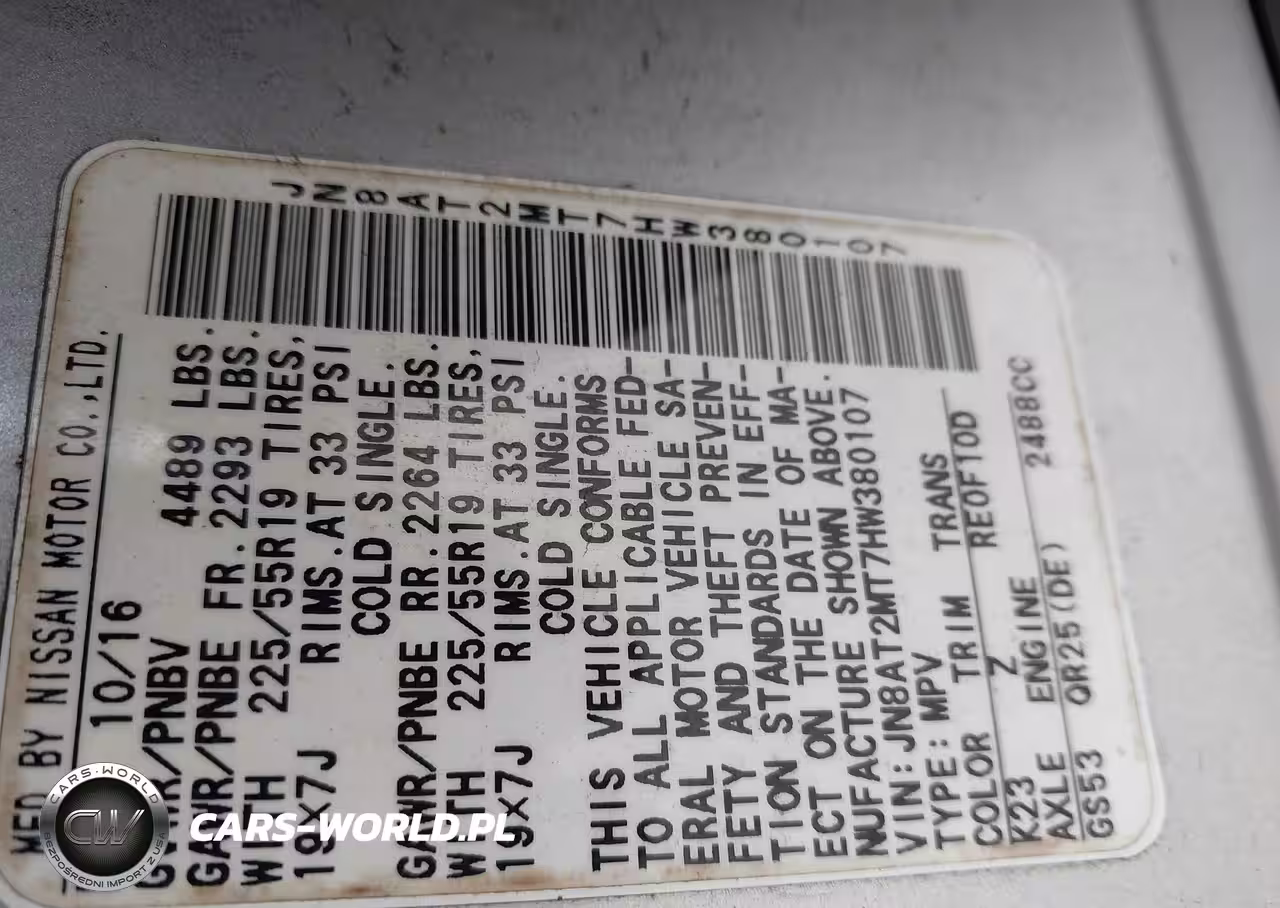 MFD BY NISSAN MOTOR CO.,LTD.
10/16
GVWR/PNBV 4489 LBS.
GAWR/PNBE FR. 2293 LBS.
WITH 225/55R19 TIRES,
19X7J RIMS.AT 33 PSI
COLD SINGLE.
GAWR/PNBE RR. 2264 LBS.
WITH 225/55R19 TIRES,
19X7J RIMS.AT 33 PSI
COLD SINGLE.
THIS VEHICLE CONFORMS
TO ALL APPLICABLE FED-
ERAL MOTOR VEHICLE SA-
FETY AND THEFT PREVEN-
TION STANDARDS IN EFF-
ECT ON THE DATE OF MA-
NUFACTURE SHOWN ABOVE.
VIN:JN8AT2MT7HW380107
TYPE:MPV
COLOR TRIM TRANS
K23 Z RE0F10D
AXLE ENGINE
GS53 QR25(DE) 2488CC
JN8AT2MT7HW380107
CARS-WORLD
CW
BEZPOŚREDNI IMPORT Z USA
CARS-WORLD.PL